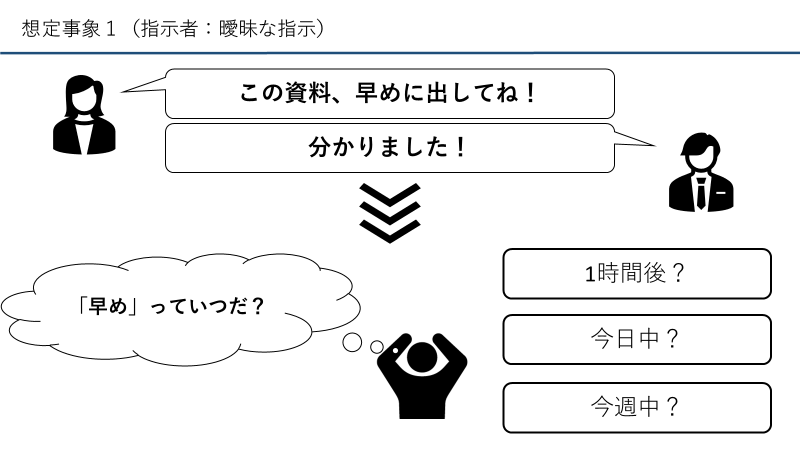 想定事象１（指示者：曖昧な指示）
この資料、早めに出してね！
分かりました！
「早め」っていつだ？
1時間後？
今日中？
今週中？